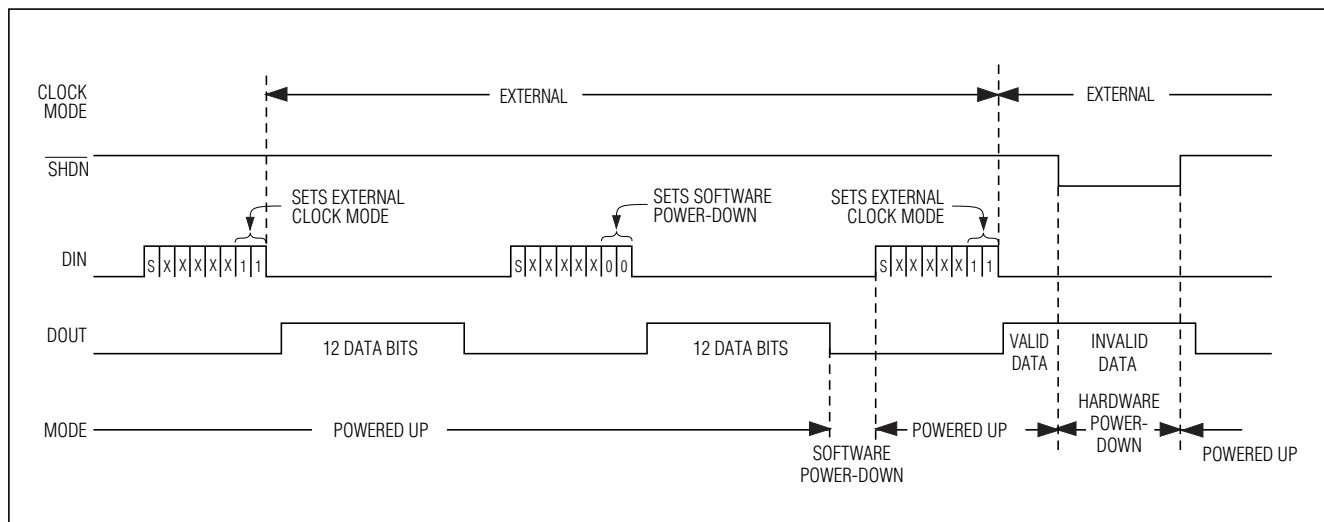 CLOCK
MODE
EXTERNAL
EXTERNAL
SHDN
SETS EXTERNAL
CLOCK MODE
SETS SOFTWARE
POWER-DOWN
SETS EXTERNAL
CLOCK MODE
DIN
S X X X X X 1 1
S X X X X X 0 0
S X X X X X 1 1
DOUT
12 DATA BITS
12 DATA BITS
VALID
DATA
INVALID
DATA
MODE
POWERED UP
SOFTWARE
POWER-DOWN
POWERED UP
HARDWARE
POWER-
DOWN
POWERED UP